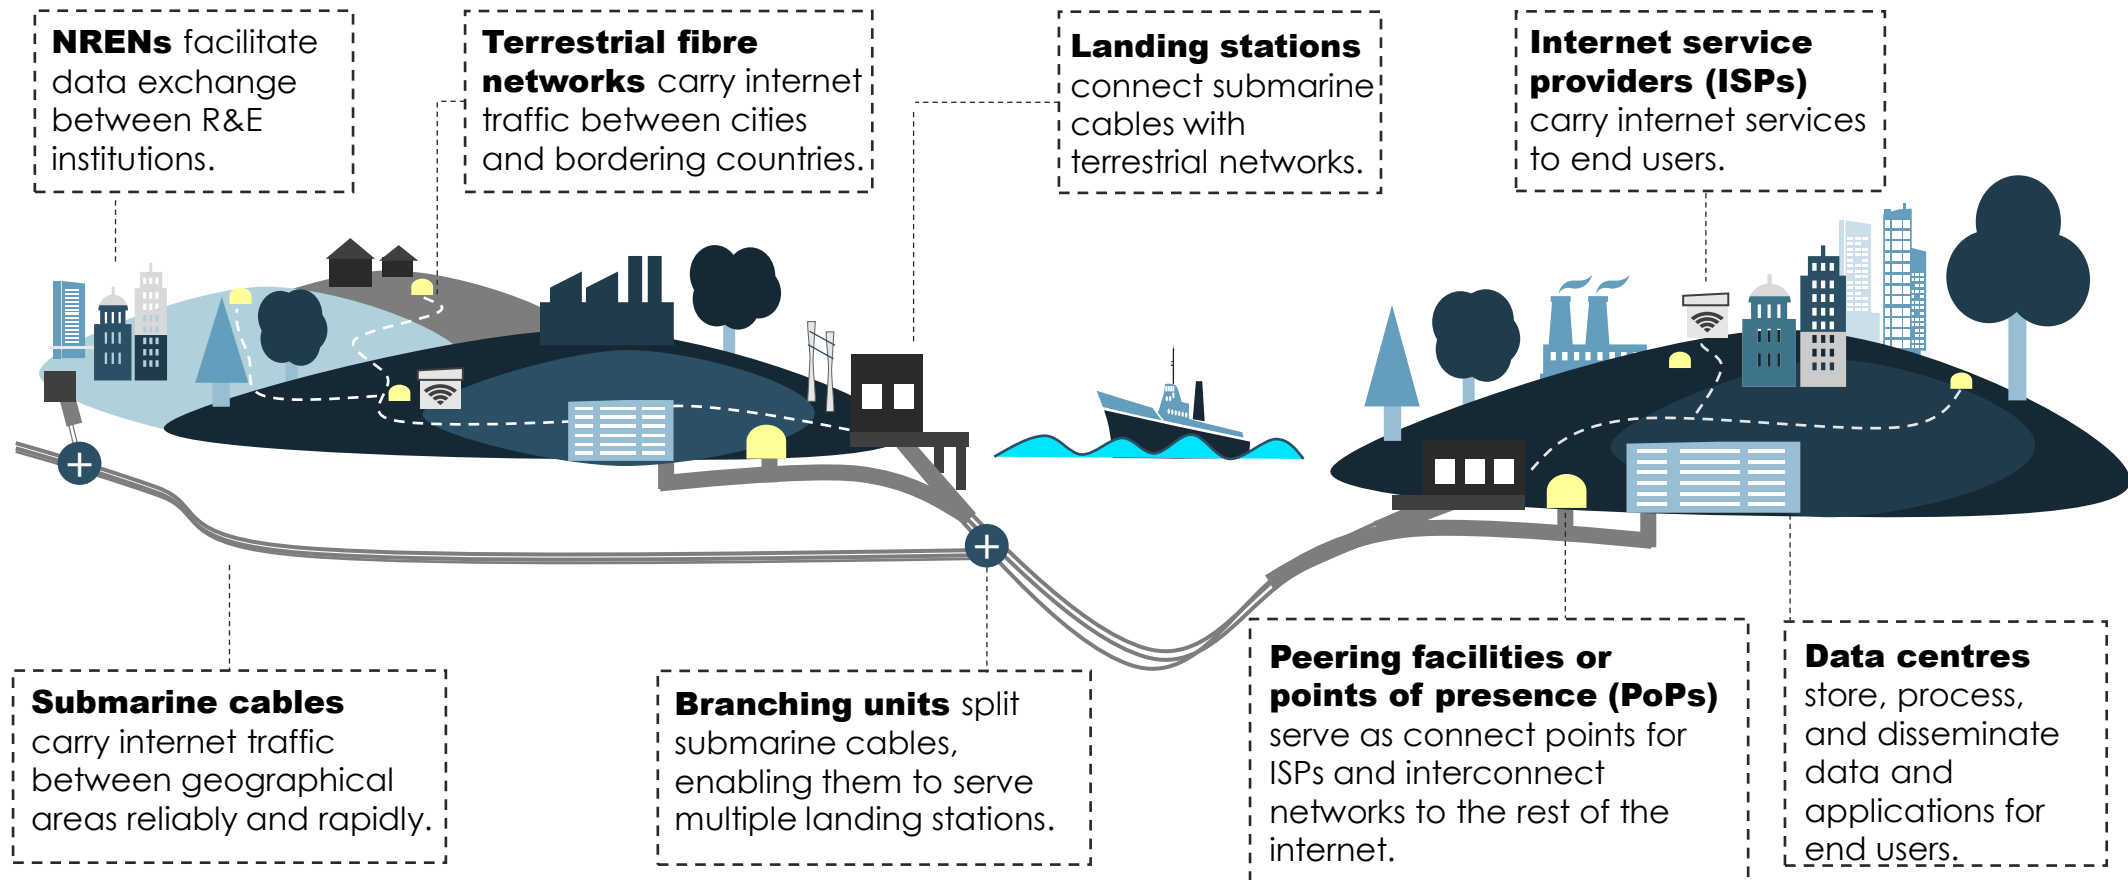 NRENs facilitate
data exchange
between R&E
institutions.
Terrestrial fibre
networks carry internet
traffic between cities
and bordering countries.
Landing stations
connect submarine
cables with
terrestrial networks.
Internet service
providers (ISPs)
carry internet services
to end users.
Submarine cables
carry internet traffic
between geographical
areas reliably and rapidly.
Branching units split
submarine cables,
enabling them to serve
multiple landing stations.
Peering facilities or
points of presence (PoPs)
serve as connect points for
ISPs and interconnect
networks to the rest of the
internet.
Data centres
store, process,
and disseminate
data and
applications for
end users.